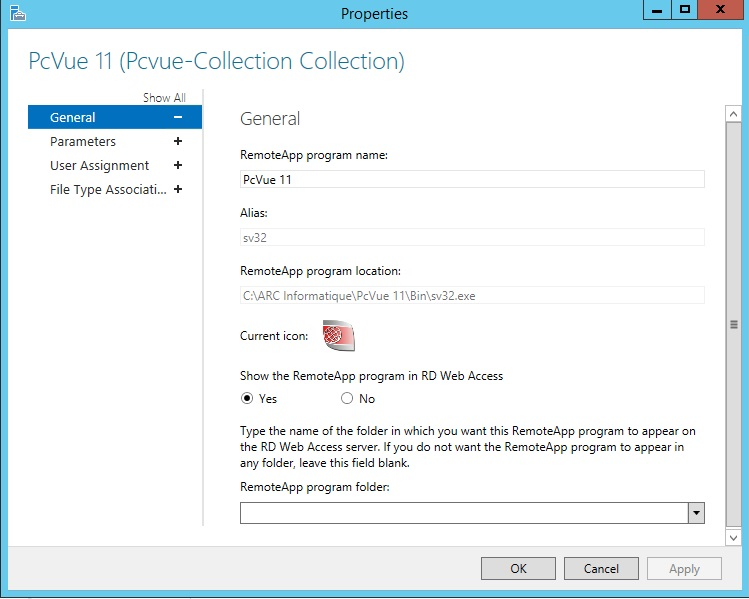 Properties
PcVue 11 (Pcvue-Collection Collection)
Show All
General
Parameters
User Assignment
File Type Associati...
General
RemoteApp program name:
PcVue 11
Alias:
sv32
RemoteApp program location:
C:\ARC Informatique\PcVue 11\Bin\sv32.exe
Current icon:
Show the RemoteApp program in RD Web Access
Yes No
Type the name of the folder in which you want this RemoteApp program to appear on
the RD Web Access server. If you do not want the RemoteApp program to appear in
any folder, leave this field blank.
RemoteApp program folder:
OK Cancel Apply